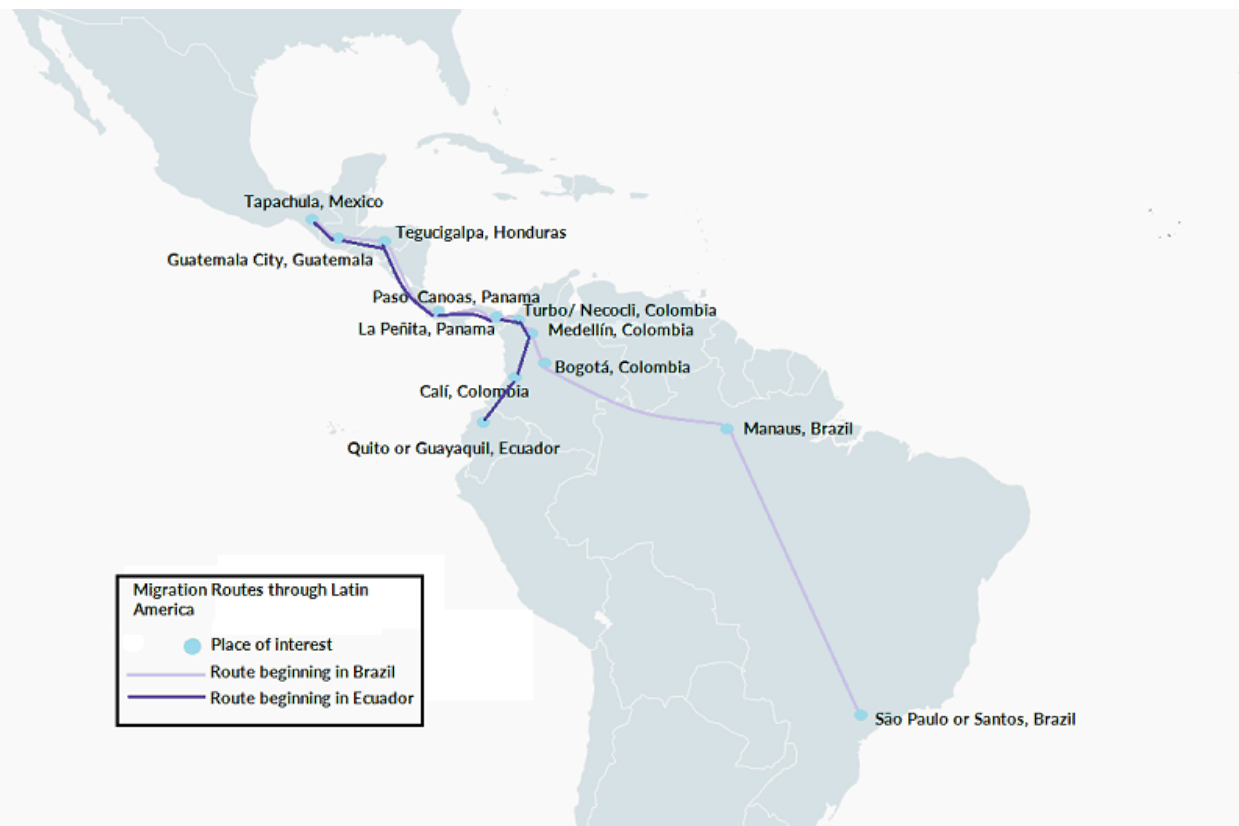 Tapachula, Mexico
Tegucigalpa, Honduras
Guatemala City, Guatemala
Paso Canoas, Panama
Turbo/ Necocli, Colombia
La Peñita, Panama
Medellín, Colombia
Bogotá, Colombia
Calí, Colombia
Manaus, Brazil
Quito or Guayaquil, Ecuador
Migration Routes through Latin
America
Place of interest
Route beginning in Brazil
Route beginning in Ecuador
São Paulo or Santos, Brazil